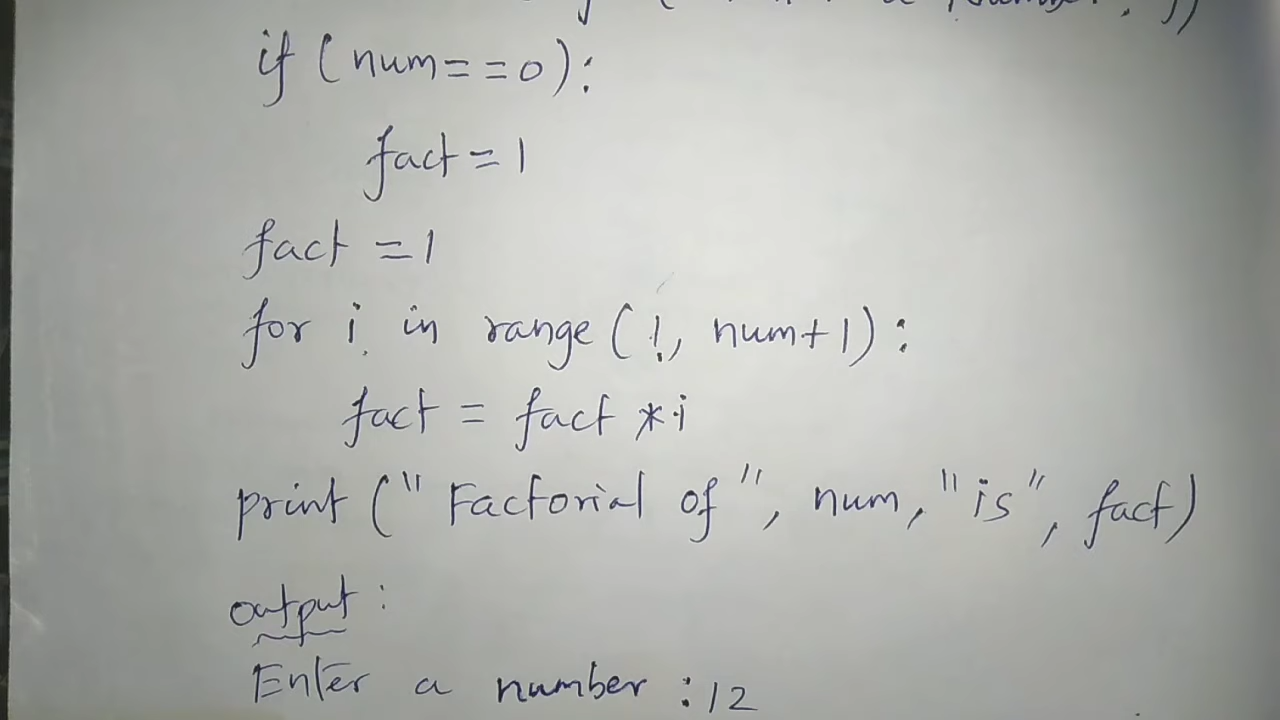 if (num==0):
fact=1
fact =1
for i in range (1, num+1):
fact = fact *i
print ("Factorial of", num, "is", fact)
output:
Enter a number :12